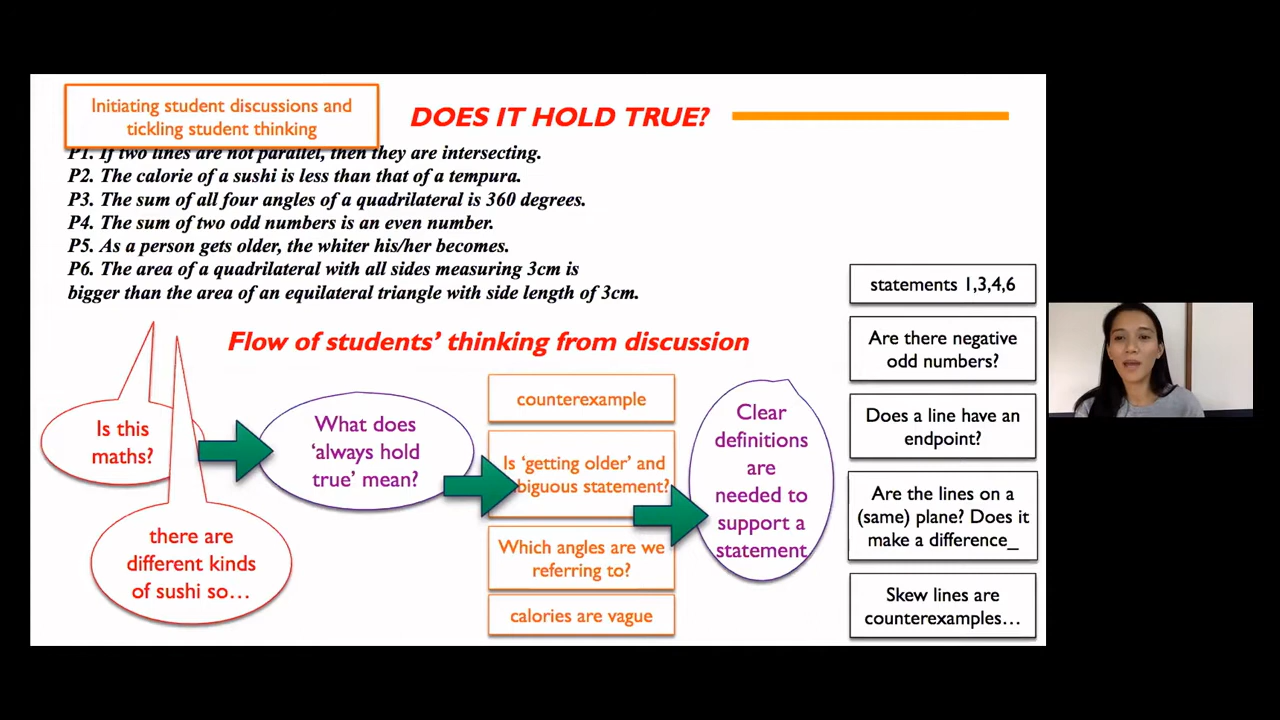 Initiating student discussions and
tickling student thinking
DOES IT HOLD TRUE?
P1. If two lines are not parallel, then they are intersecting.
P2. The calorie of a sushi is less than that of a tempura.
P3. The sum of all four angles of a quadrilateral is 360 degrees.
P4. The sum of two odd numbers is an even number.
P5. As a person gets older, the whiter his/her becomes.
P6. The area of a quadrilateral with all sides measuring 3cm is
bigger than the area of an equilateral triangle with side length of 3cm.
Flow of students' thinking from discussion
Is this
maths?
there are
different kinds
of sushi so…
What does
'always hold
true' mean?
counterexample
Is 'getting older' and
biguous statement?
Which angles are we
referring to?
calories are vague
Clear
definitions
are
needed to
support a
statement
statements 1,3,4,6
Are there negative
odd numbers?
Does a line have an
endpoint?
Are the lines on a
(same) plane? Does it
make a difference_
Skew lines are
counterexamples…